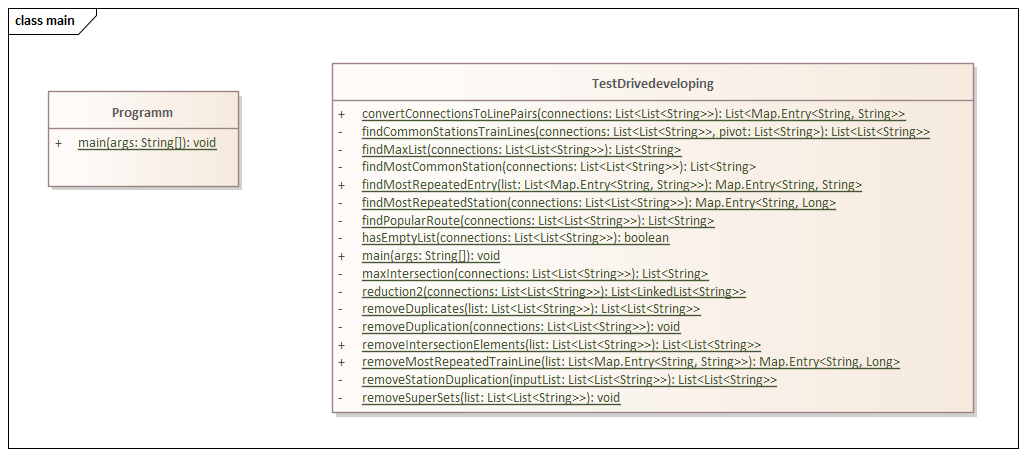 class main
Programm
+ main(args: String[]): void
TestDrivedeveloping
+ convertConnectionsToLinePairs(connections: List<List<String>>): List<Map.Entry<String, String>>
- findCommonStationsTrainLines(connections: List<List<String>>, pivot: List<String>): List<List<String>>
- findMaxList(connections: List<List<String>>): List<String>
- findMostCommonStation(connections: List<List<String>>): List<String>
+ findMostRepeatedEntry(list: List<Map.Entry<String, String>>): Map.Entry<String, String>
- findMostRepeatedStation(connections: List<List<String>>): Map.Entry<String, Long>
- findPopularRoute(connections: List<List<String>>): List<String>
- hasEmptyList(connections: List<List<String>>): boolean
+ main(args: String[]): void
- maxIntersection(connections: List<List<String>>): List<String>
- reduction2(connections: List<List<String>>): List<LinkedList<String>>
- removeDuplicates(list: List<List<String>>): List<List<String>>
- removeDuplication(connections: List<List<String>>): void
+ removeIntersectionElements(list: List<List<String>>): List<List<String>>
+ removeMostRepeatedTrainLine(list: List<Map.Entry<String, String>>): Map.Entry<String, Long>
- removeStationDuplication(inputList: List<List<String>>): List<List<String>>
- removeSuperSets(list: List<List<String>>): void